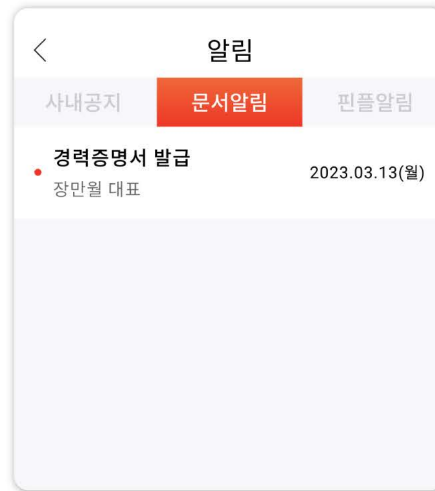 알림
사내공지 문서알림 핀플알림
경력증명서 발급
장만월 대표
2023.03.13(월)